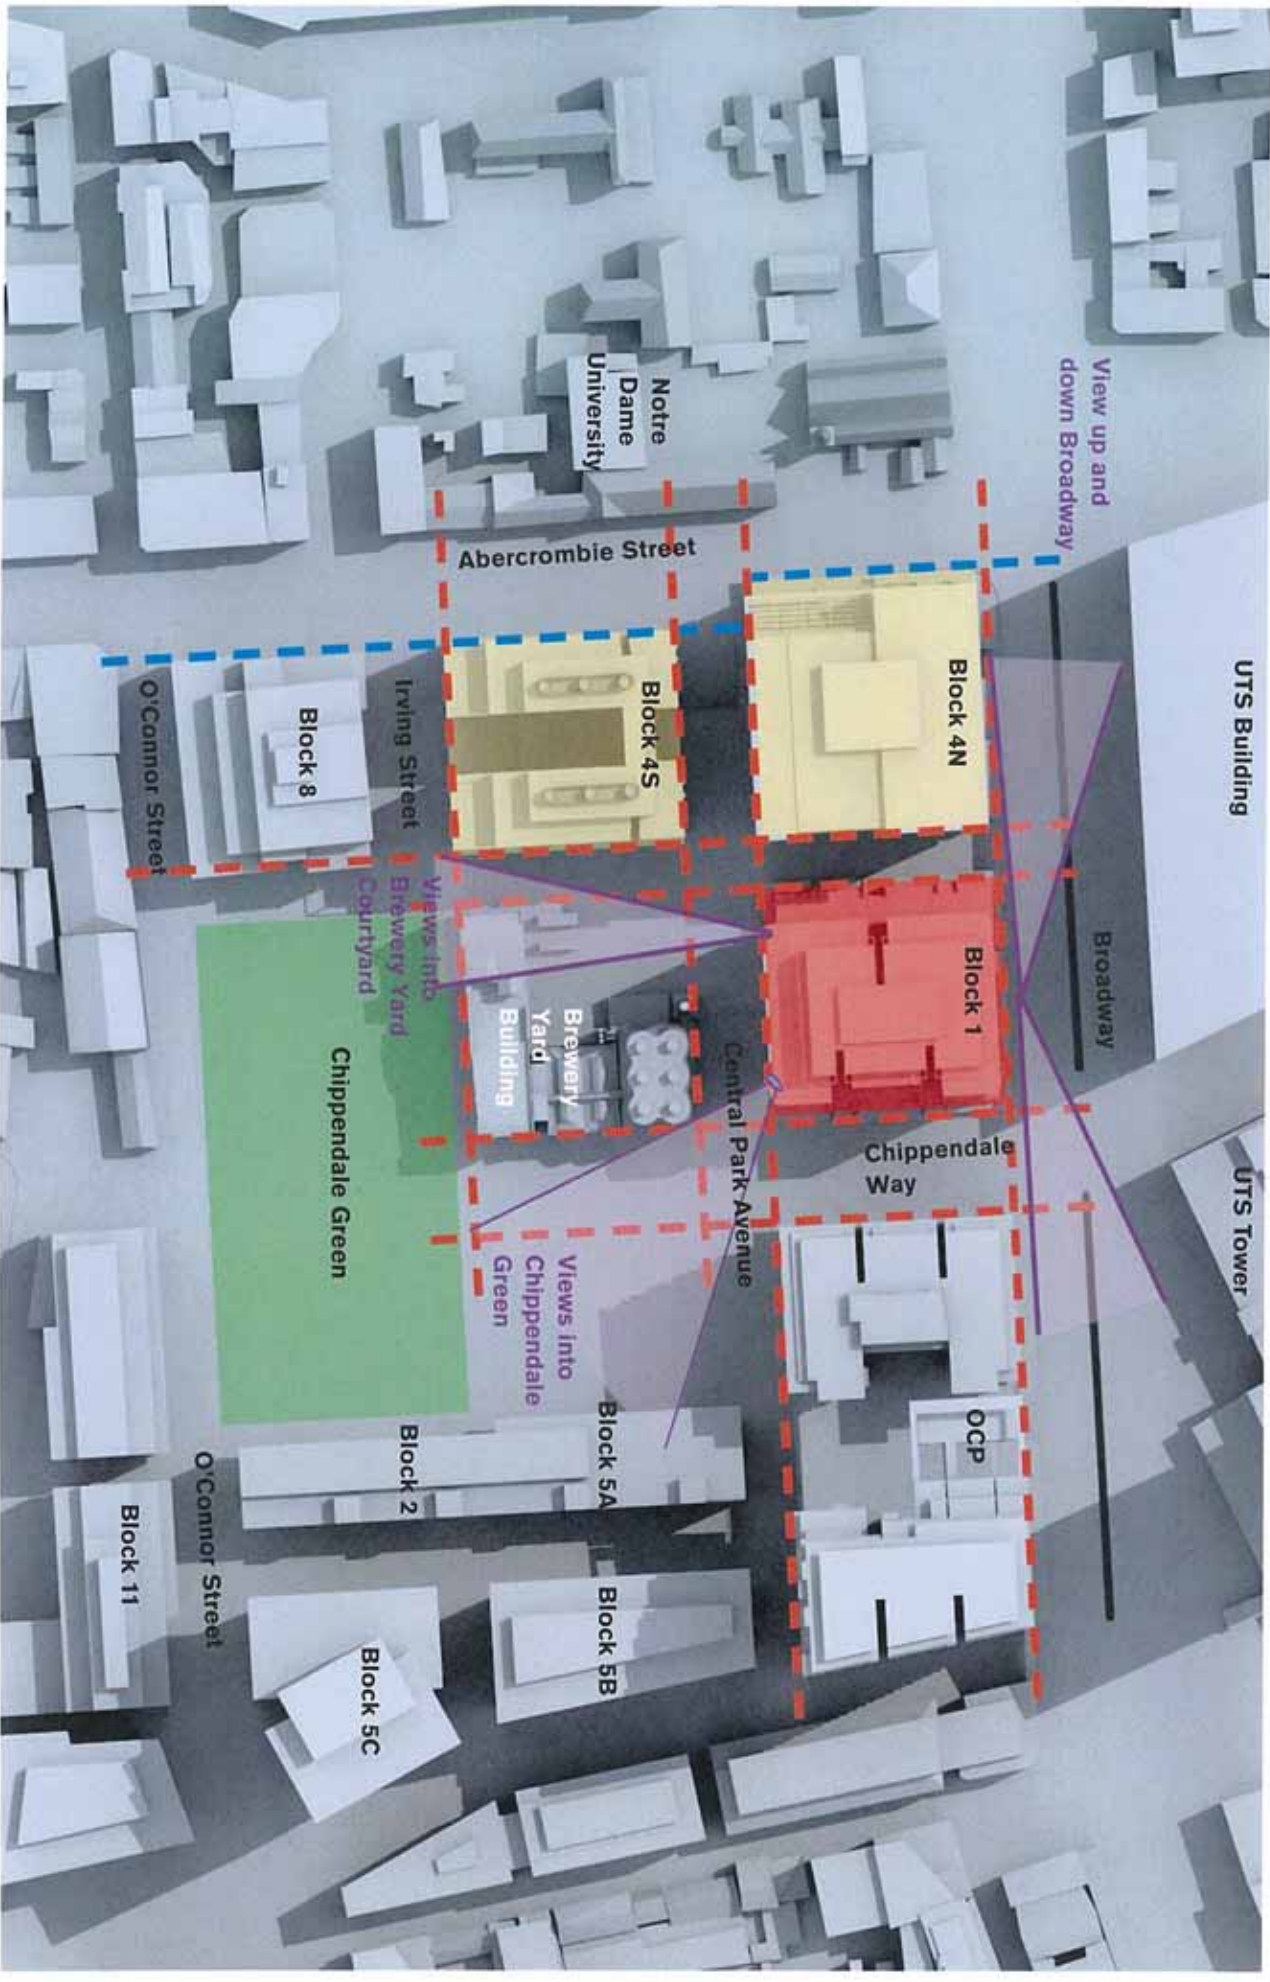 UTS Building
UTS Tower
View up and
down Broadway
Broadway
Block 4N
Block 1
OCP
Chippendale
Way
Central Park Avenue
Notre
Dame
University
Abercrombie Street
Block 4S
Brewery
Yard
Building
Views into
Chippendale
Green
Block 5A
Block 5B
Irving Street
Views into
Brewery Yard
Courtyard
Block 8
Chippendale Green
Block 2
Block 5C
O'Connor Street
O'Connor Street
Block 11